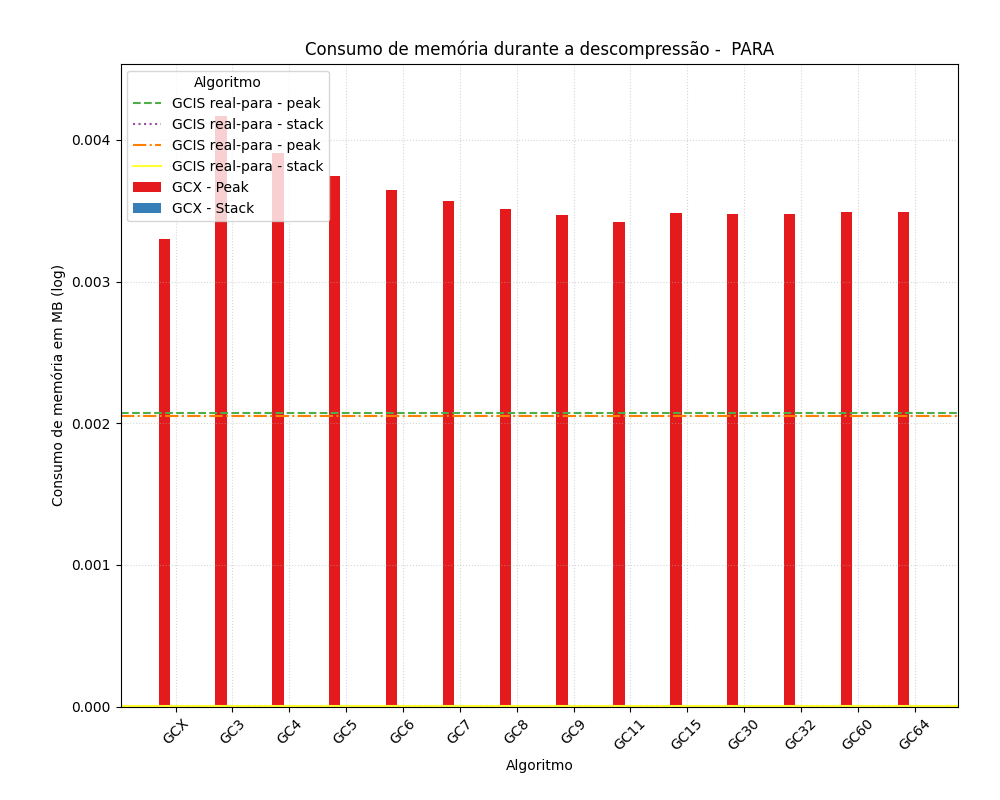 Consumo de memória durante a descompressão -  PARA
Algoritmo
GCIS real-para - peak
GCIS real-para - stack
GCIS real-para - peak
GCIS real-para - stack
GCX - Peak
GCX - Stack
Consumo de memória em MB (log)
0.004
0.003
0.002
0.001
0.000
GCX
GC3
GC4
GC5
GC6
GC7
GC8
GC9
GC11
GC15
GC30
GC32
GC60
GC64
Algoritmo